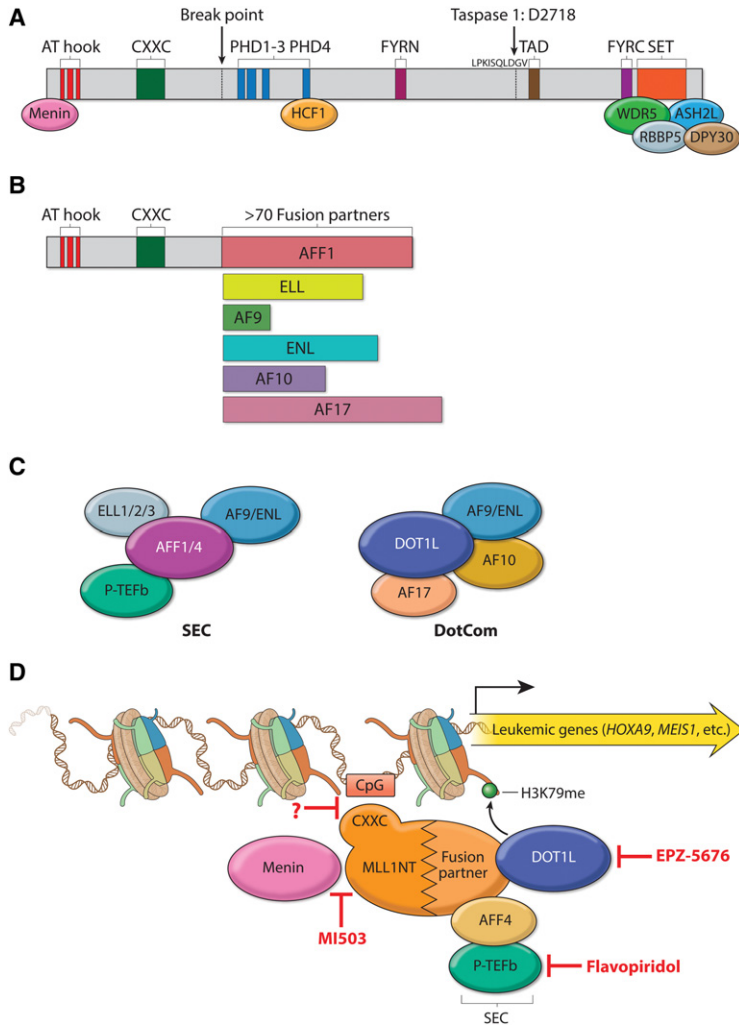 A
Break point
Taspase 1: D2718
AT hook
CXXC
PHD1-3 PHD4
FYRN
LPKISQLDGV
TAD
FYRC SET
Menin
HCF1
WDR5
ASH2L
RBBP5
DPY30
B
AT hook
CXXC
>70 Fusion partners
AFF1
ELL
AF9
ENL
AF10
AF17
C
ELL1/2/3
AF9/ENL
AFF1/4
P-TEFb
SEC
AF9/ENL
DOT1L
AF10
AF17
DotCom
D
Leukemic genes (HOXA9, MEIS1, etc.)
CpG
H3K79me
?
CXXC
Menin
MLL1NT
Fusion
partner
DOT1L
EPZ-5676
MI503
AFF4
P-TEFb
Flavopiridol
SEC